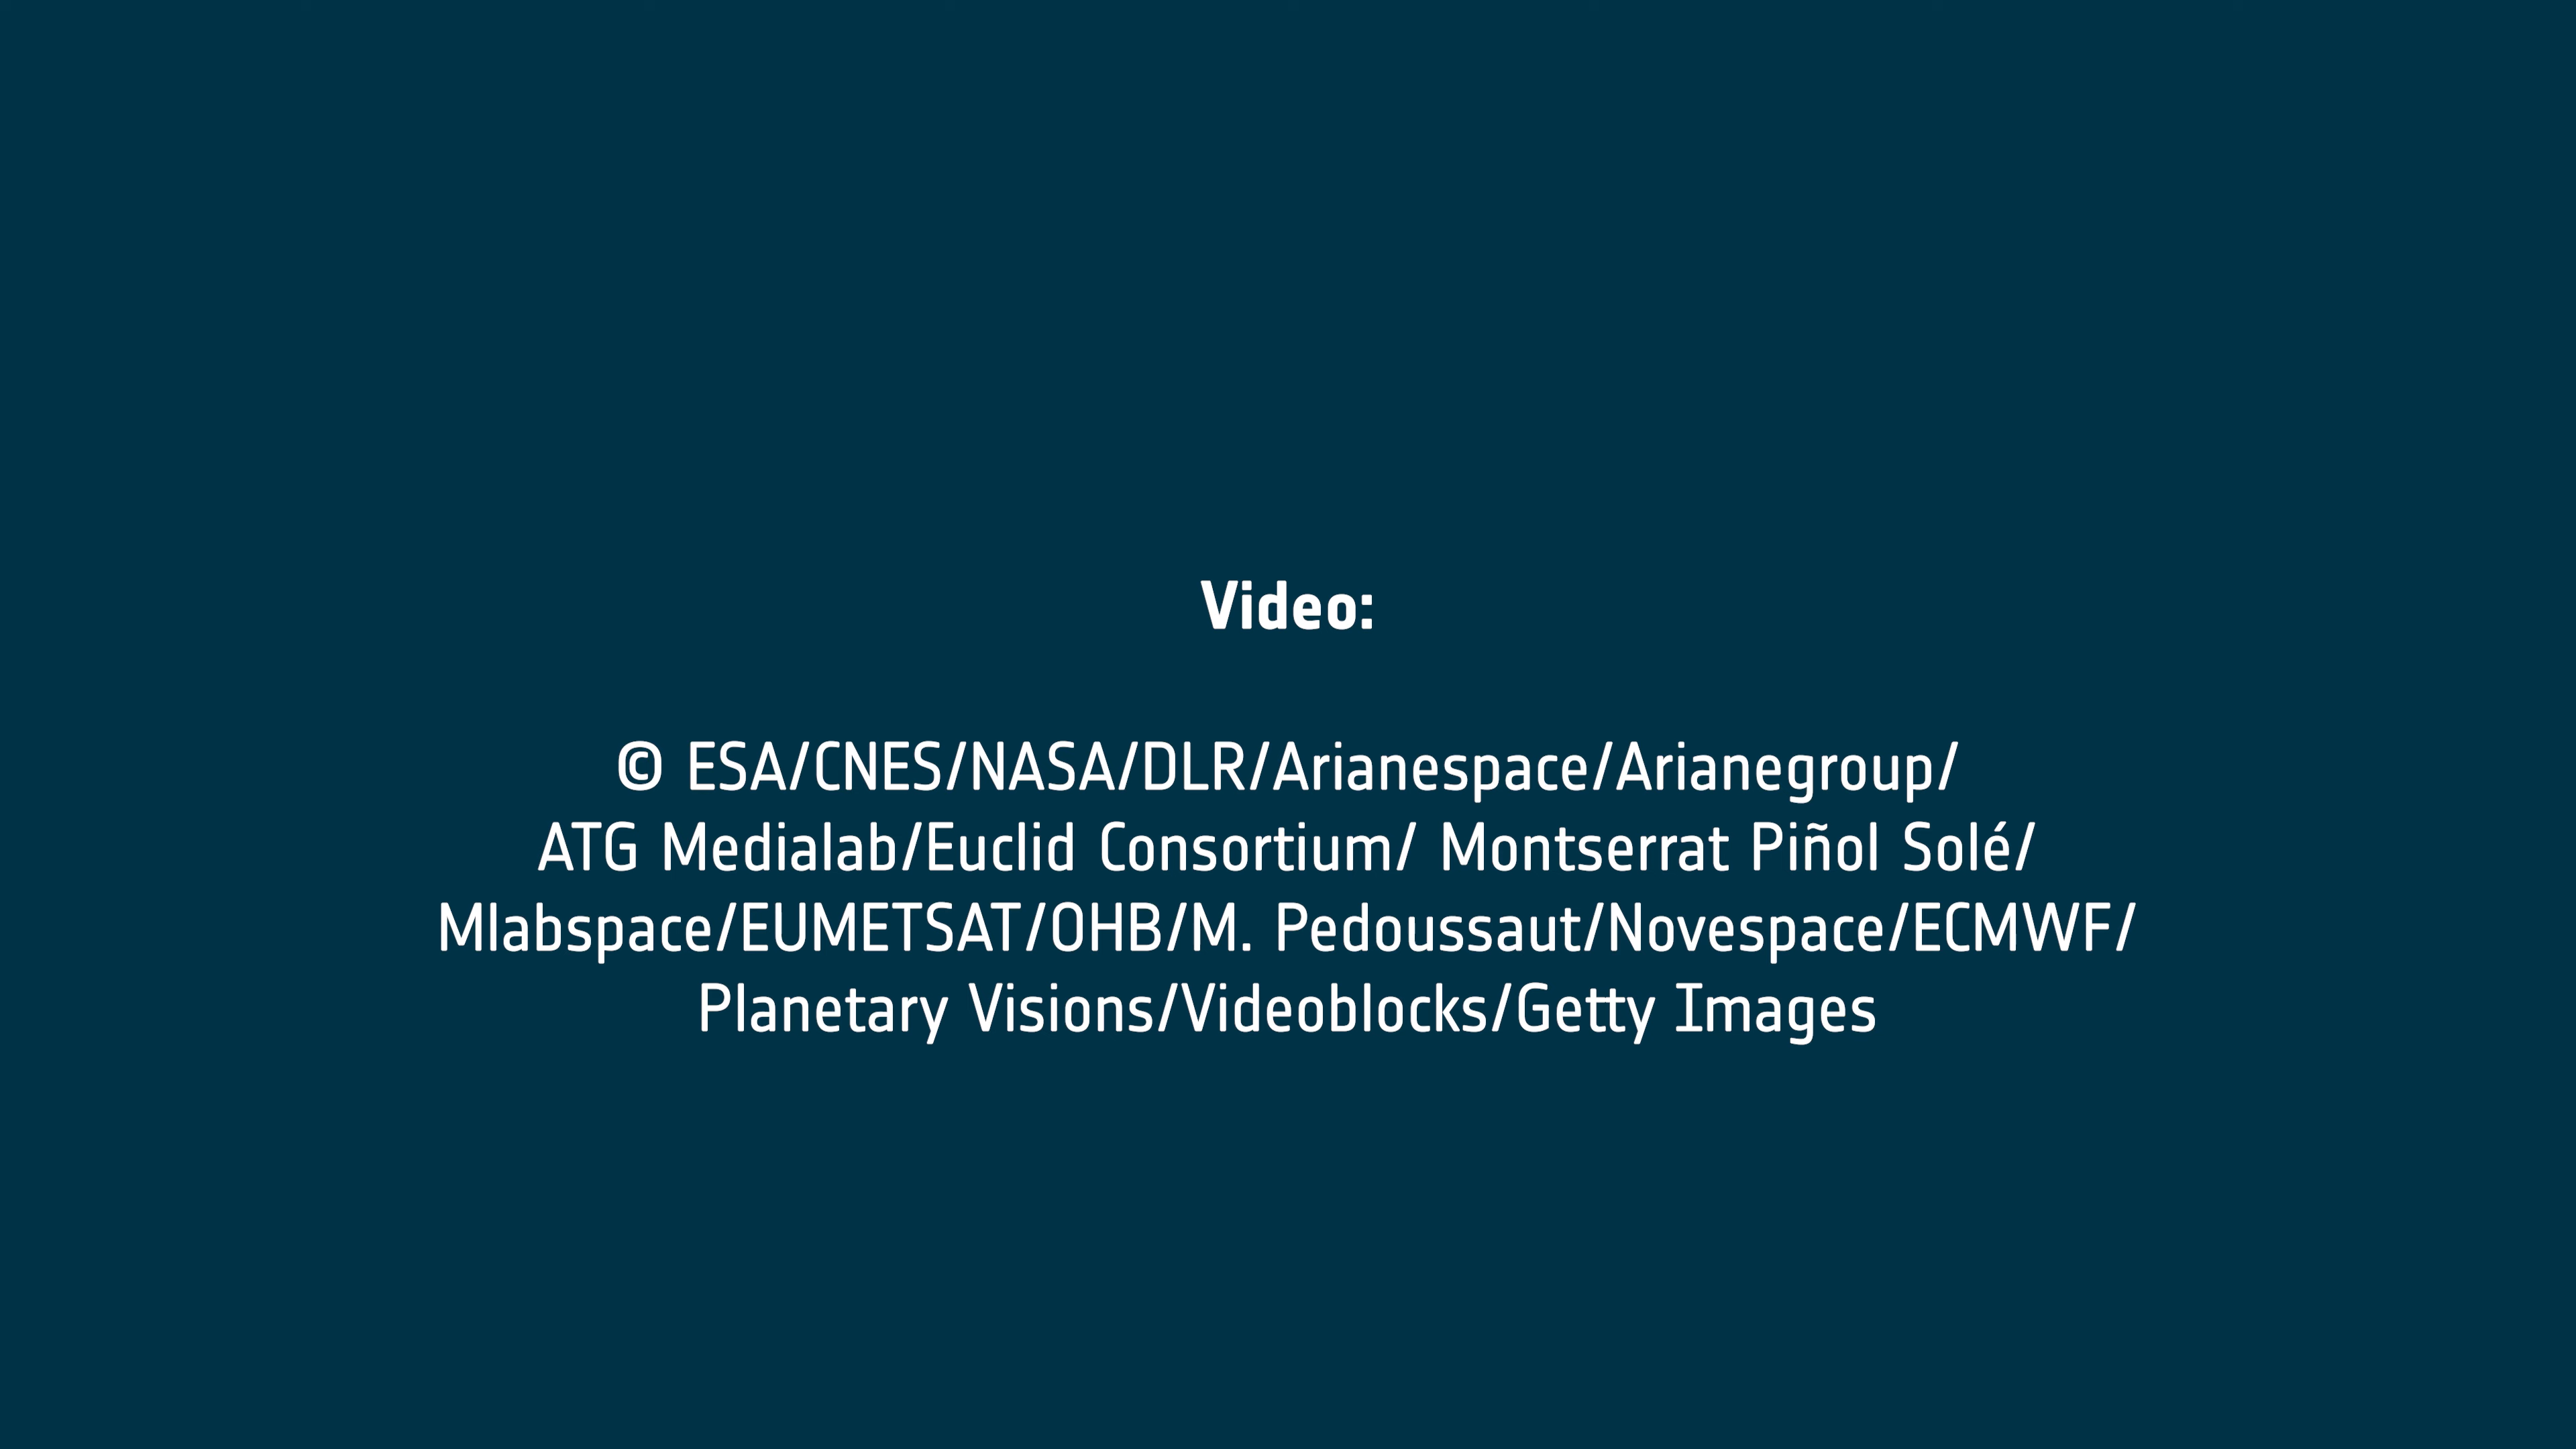 Video:
© ESA/CNES/NASA/DLR/Arianespace/Arianegroup/
ATG Medialab/Euclid Consortium/ Montserrat Piñol Solé/
Mlabspace/EUMETSAT/OHB/M. Pedoussaut/Novespace/ECMWF/
Planetary Visions/Videoblocks/Getty Images